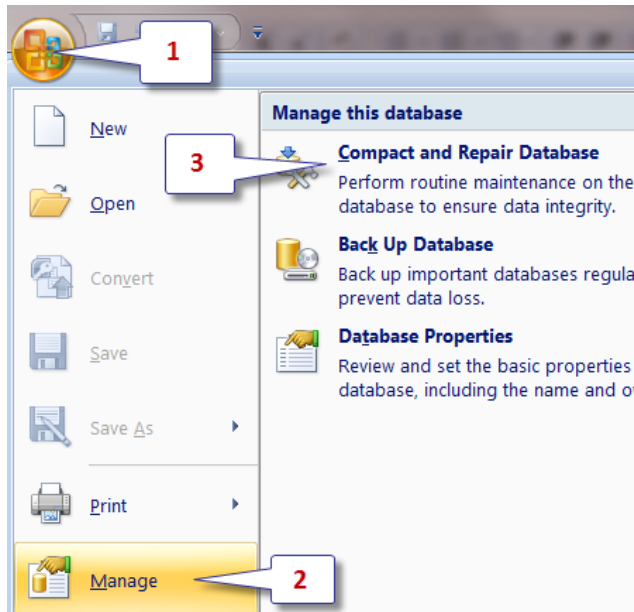 1
New
Open
Convert
Save
Save As
Print
Manage
2
Manage this database
3
Compact and Repair Database
Perform routine maintenance on the
database to ensure data integrity.
Back Up Database
Back up important databases regula
prevent data loss.
Database Properties
Review and set the basic properties
database, including the name and o